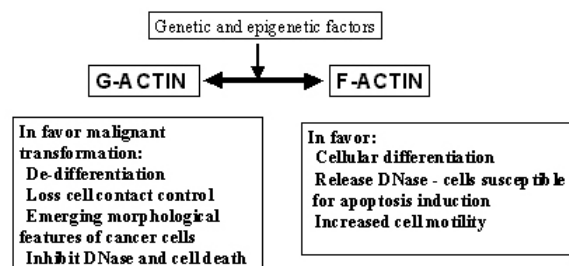 Genetic and epigenetic factors
G-ACTIN
F-ACTIN
In favor malignant
transformation:
De-differentiation
Loss cell contact control
Emerging morphological
features of cancer cells
Inhibit DNase and cell death
In favor:
Cellular differentiation
Release DNase - cells susceptible
for apoptosis induction
Increased cell motility